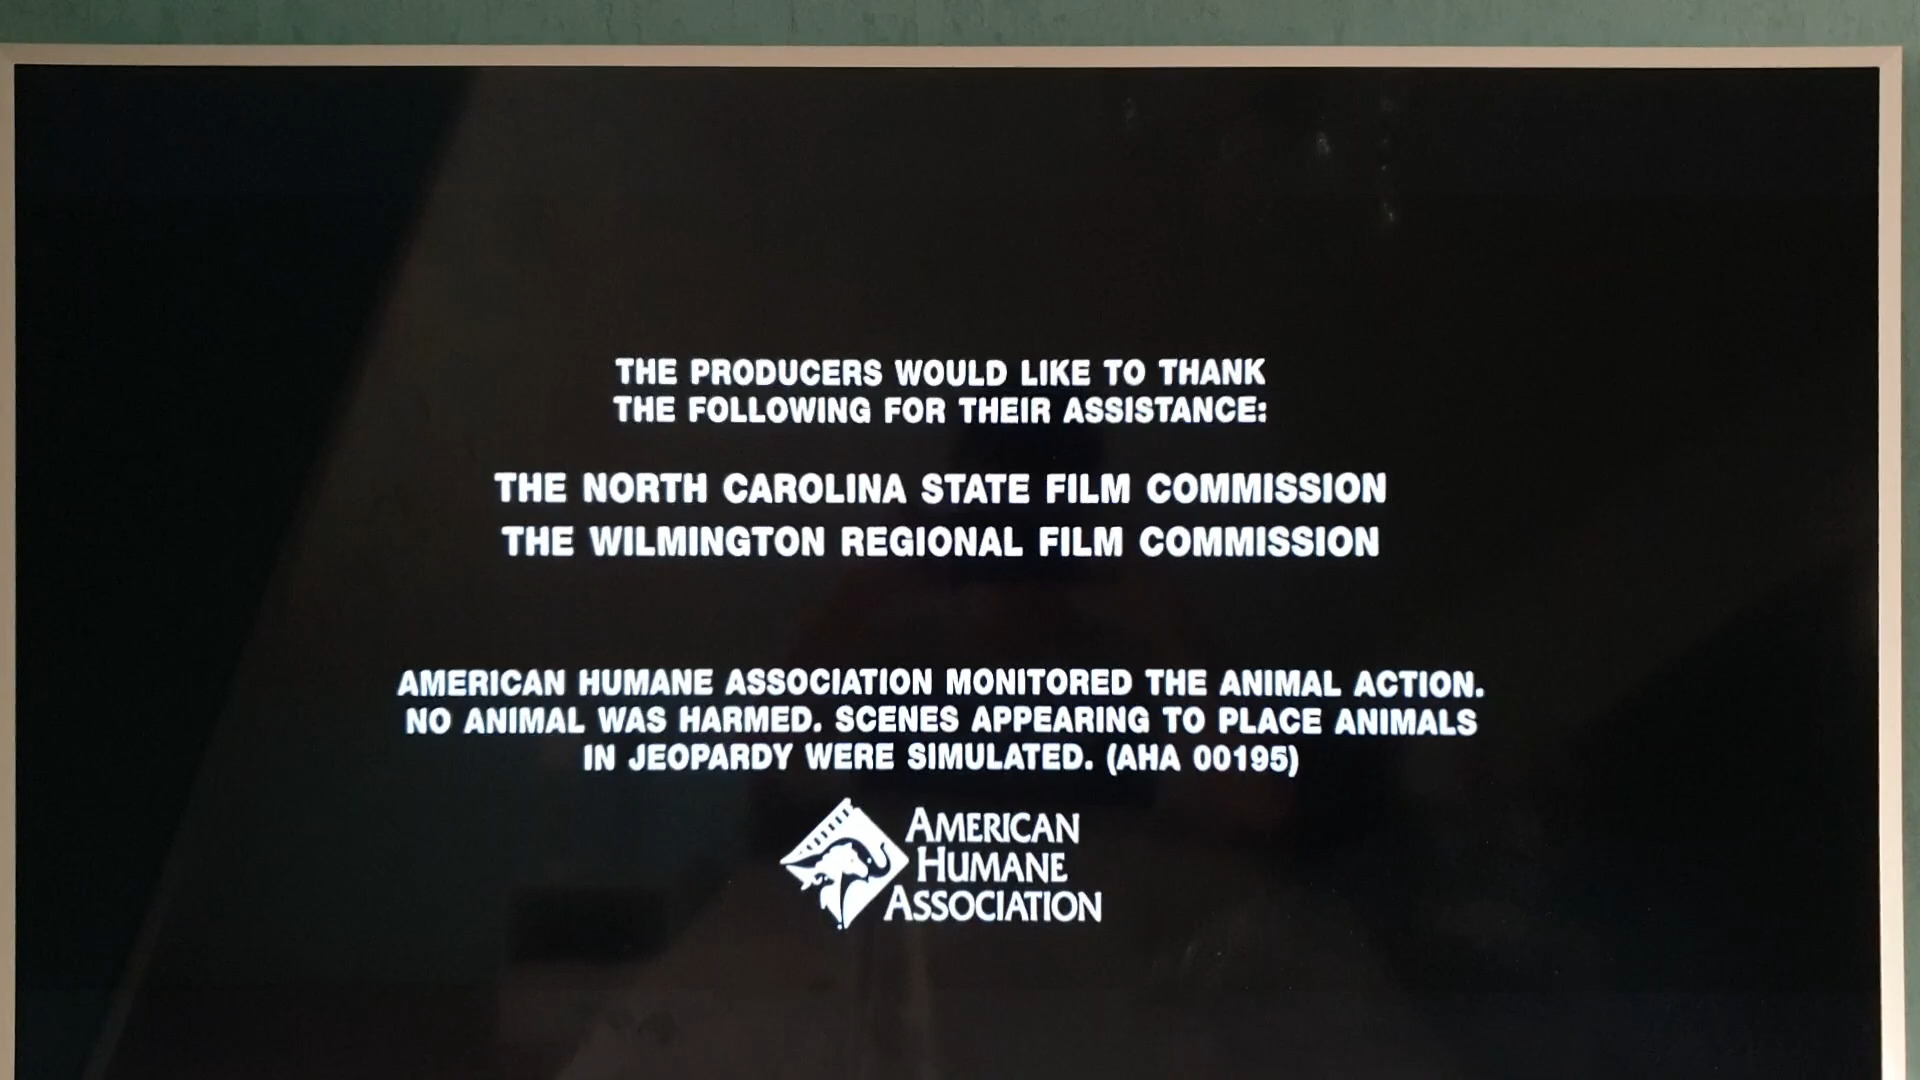 THE PRODUCERS WOULD LIKE TO THANK
THE FOLLOWING FOR THEIR ASSISTANCE:
THE NORTH CAROLINA STATE FILM COMMISSION
THE WILMINGTON REGIONAL FILM COMMISSION
AMERICAN HUMANE ASSOCIATION MONITORED THE ANIMAL ACTION.
NO ANIMAL WAS HARMED. SCENES APPEARING TO PLACE ANIMALS
IN JEOPARDY WERE SIMULATED. (AHA 00195)
AMERICAN
HUMANE
ASSOCIATION